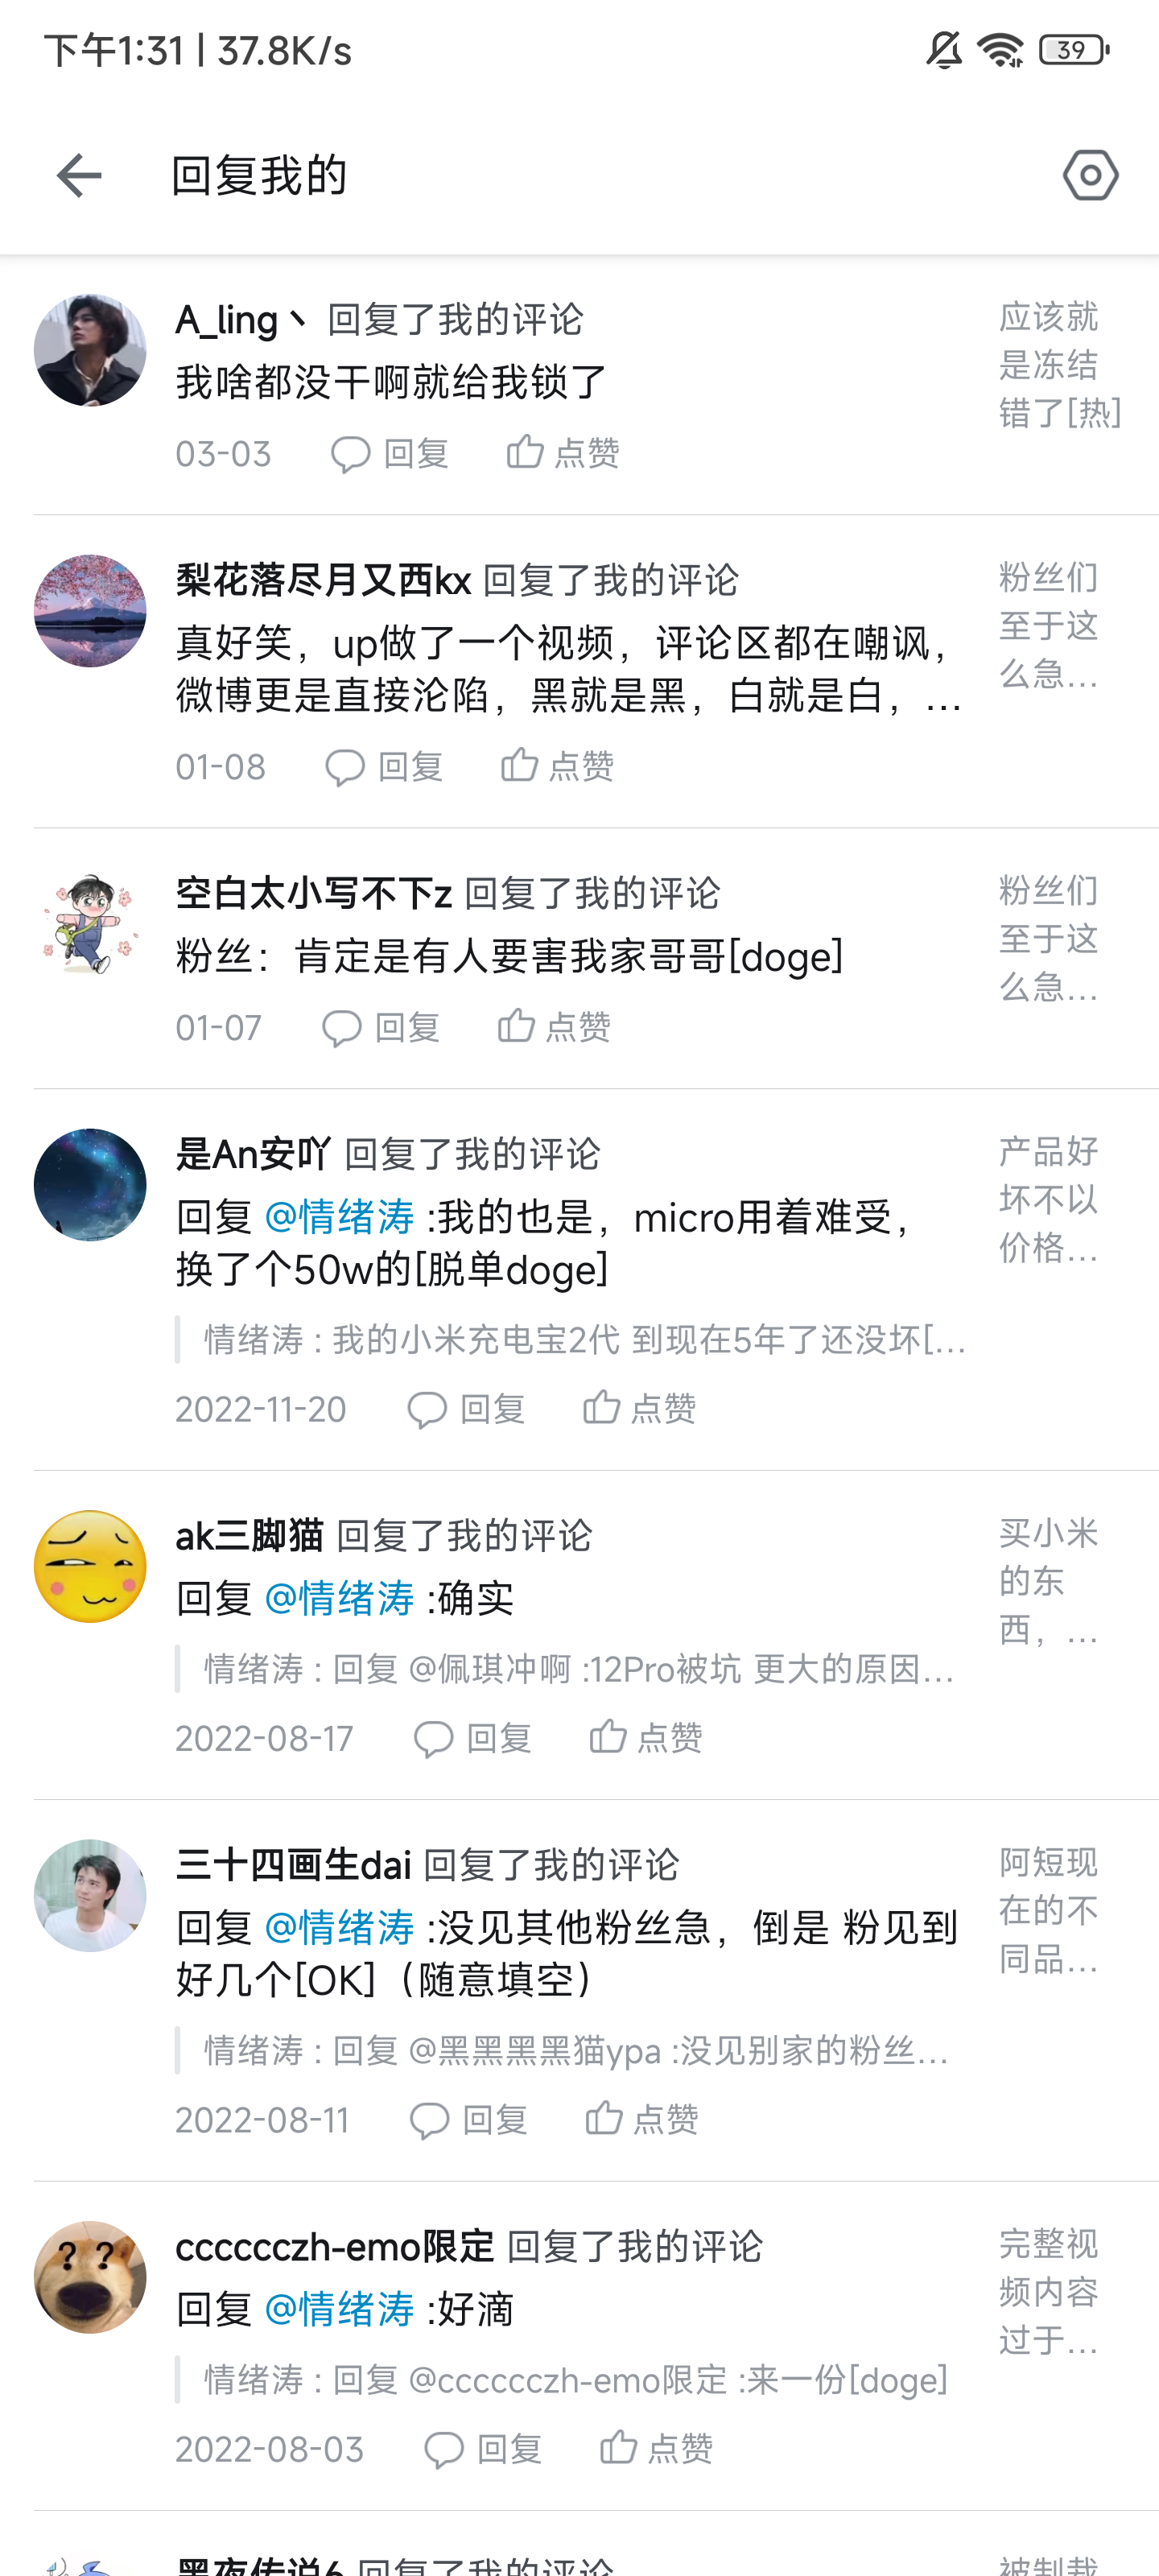 下午1:31 | 37.8K/s
39
回复我的
A_ling丶 回复了我的评论
我啥都没干啊就给我锁了
应该就
是冻结
错了[热]
03-03 回复 点赞
梨花落尽月又西kx 回复了我的评论
真好笑，up做了一个视频，评论区都在嘲讽，
微博更是直接沦陷，黑就是黑，白就是白，...
粉丝们
至于这
么急...
01-08 回复 点赞
空白太小写不下z 回复了我的评论
粉丝：肯定是有人要害我家哥哥[doge]
粉丝们
至于这
么急...
01-07 回复 点赞
是An安吖 回复了我的评论
回复 @情绪涛 :我的也是，micro用着难受，
换了个50w的[脱单doge]
情绪涛 : 我的小米充电宝2代 到现在5年了还没坏[...
产品好
坏不以
价格...
2022-11-20 回复 点赞
ak三脚猫 回复了我的评论
回复 @情绪涛 :确实
情绪涛 : 回复 @佩琪冲啊 :12Pro被坑 更大的原因...
买小米
的东
西，...
2022-08-17 回复 点赞
三十四画生dai 回复了我的评论
回复 @情绪涛 :没见其他粉丝急，倒是 粉见到
好几个[OK]（随意填空）
情绪涛 : 回复 @黑黑黑黑猫ypa :没见别家的粉丝...
阿短现
在的不
同品...
2022-08-11 回复 点赞
ccccccczh-emo限定 回复了我的评论
回复 @情绪涛 :好滴
情绪涛 : 回复 @ccccccczh-emo限定 :来一份[doge]
完整视
频内容
过于...
2022-08-03 回复 点赞
黑夜传说6 回复了我的评论
被制裁